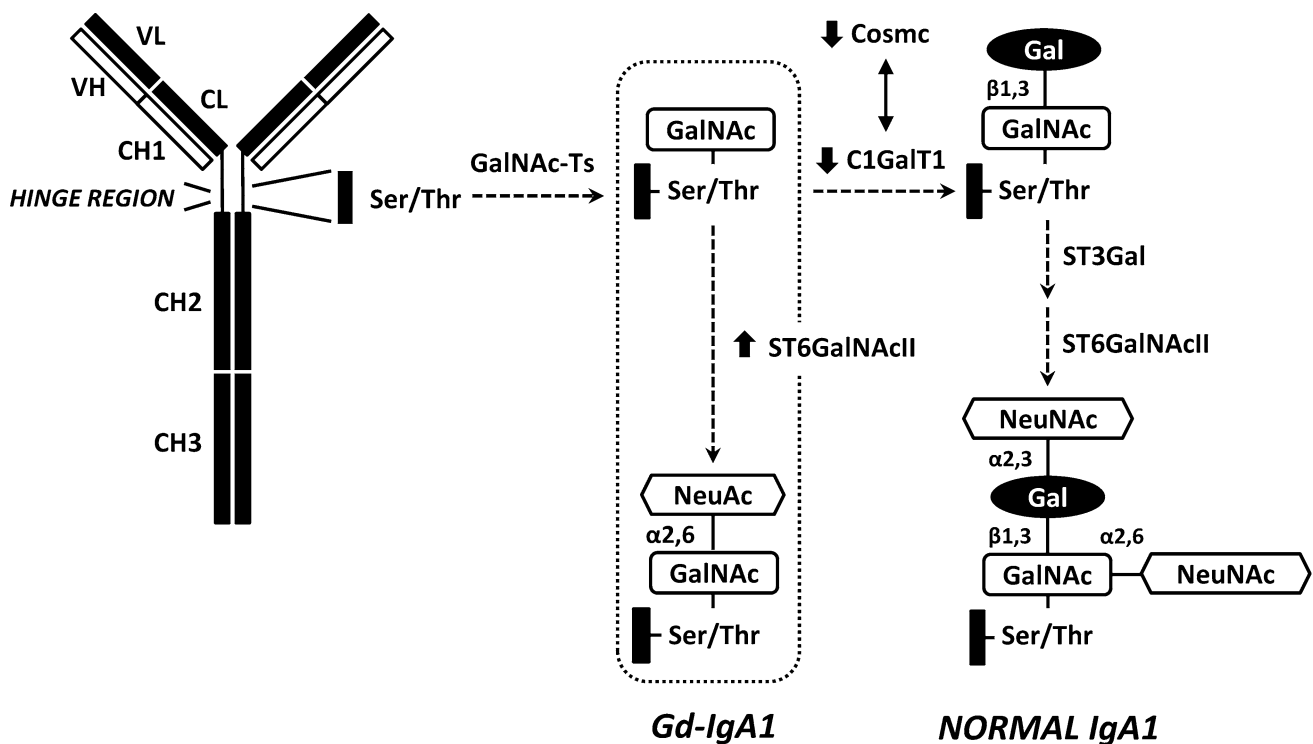 VL
VH
CL
CH1
HINGE REGION
CH2
CH3
Ser/Thr
GalNAc-Ts
GalNAc
Ser/Thr
ST6GalNAcII
NeuAc
α2,6
GalNAc
Ser/Thr
Gd-IgA1
Cosmc
C1GalT1
Gal
β1,3
GalNAc
Ser/Thr
ST3Gal
ST6GalNAcII
NeuNAc
α2,3
Gal
β1,3 α2,6
GalNAc NeuNAc
Ser/Thr
NORMAL IgA1